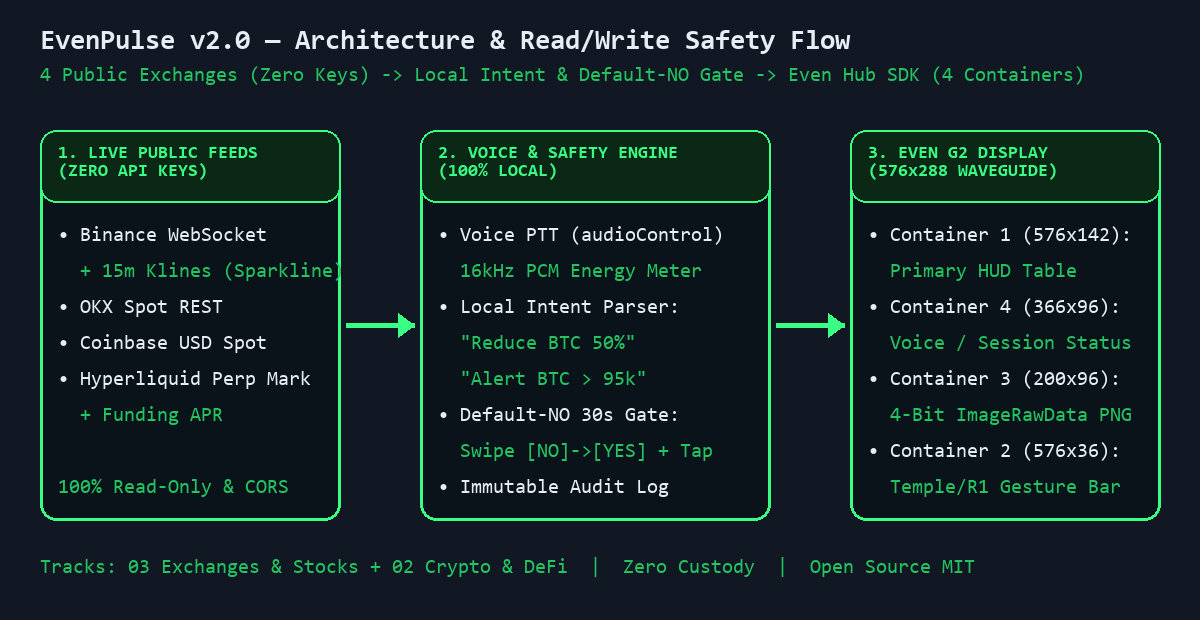 EvenPulse v2.0 — Architecture & Read/Write Safety Flow
4 Public Exchanges (Zero Keys) -> Local Intent & Default-NO Gate -> Even Hub SDK (4 Containers)
1. LIVE PUBLIC FEEDS
(ZERO API KEYS)
• Binance WebSocket
+ 15m Klines (Sparkline)
• OKX Spot REST
• Coinbase USD Spot
• Hyperliquid Perp Mark
+ Funding APR
100% Read-Only & CORS
2. VOICE & SAFETY ENGINE
(100% LOCAL)
• Voice PTT (audioControl)
16kHz PCM Energy Meter
• Local Intent Parser:
"Reduce BTC 50%"
"Alert BTC > 95k"
• Default-NO 30s Gate:
Swipe [NO]->[YES] + Tap
• Immutable Audit Log
3. EVEN G2 DISPLAY
(576x288 WAVEGUIDE)
• Container 1 (576x142):
Primary HUD Table
• Container 4 (366x96):
Voice / Session Status
• Container 3 (200x96):
4-Bit ImageRawData PNG
• Container 2 (576x36):
Temple/R1 Gesture Bar
Tracks: 03 Exchanges & Stocks + 02 Crypto & DeFi | Zero Custody | Open Source MIT